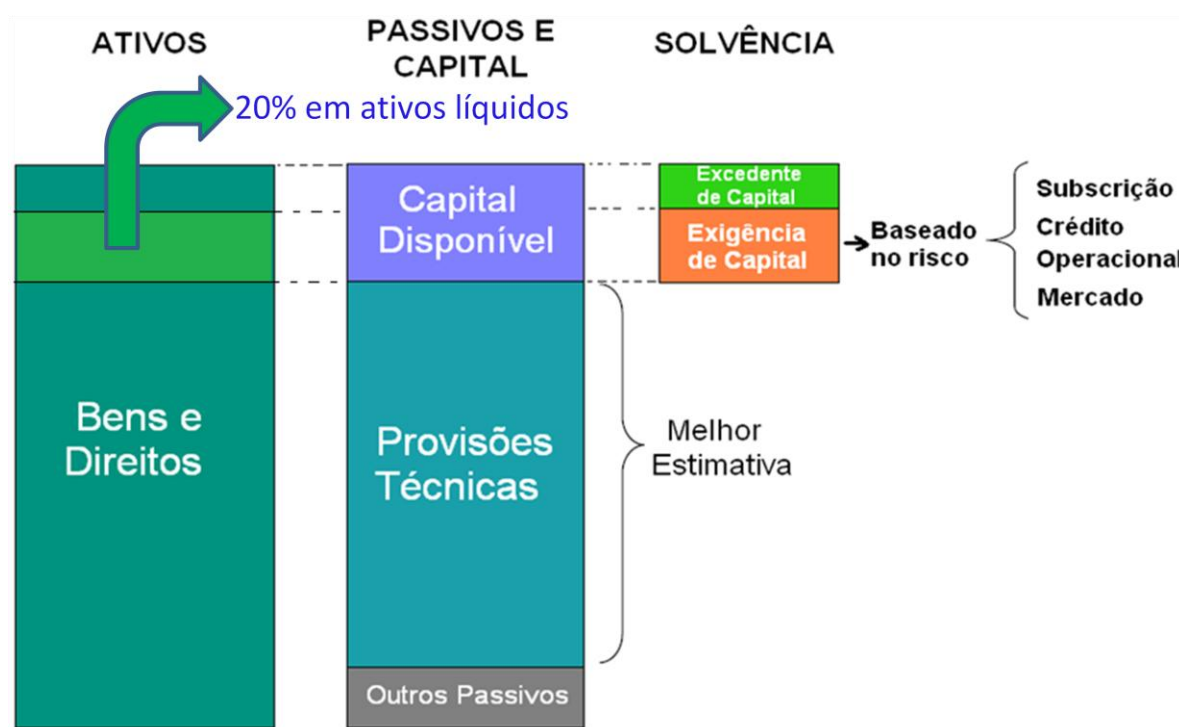 ATIVOS
PASSIVOS E
CAPITAL
SOLVÊNCIA
20% em ativos líquidos
Bens e
Direitos
Capital
Disponível
Provisões
Técnicas
Outros Passivos
Excedente
de Capital
Exigência
de Capital
Baseado
no risco
Subscrição
Crédito
Operacional
Mercado
Melhor
Estimativa